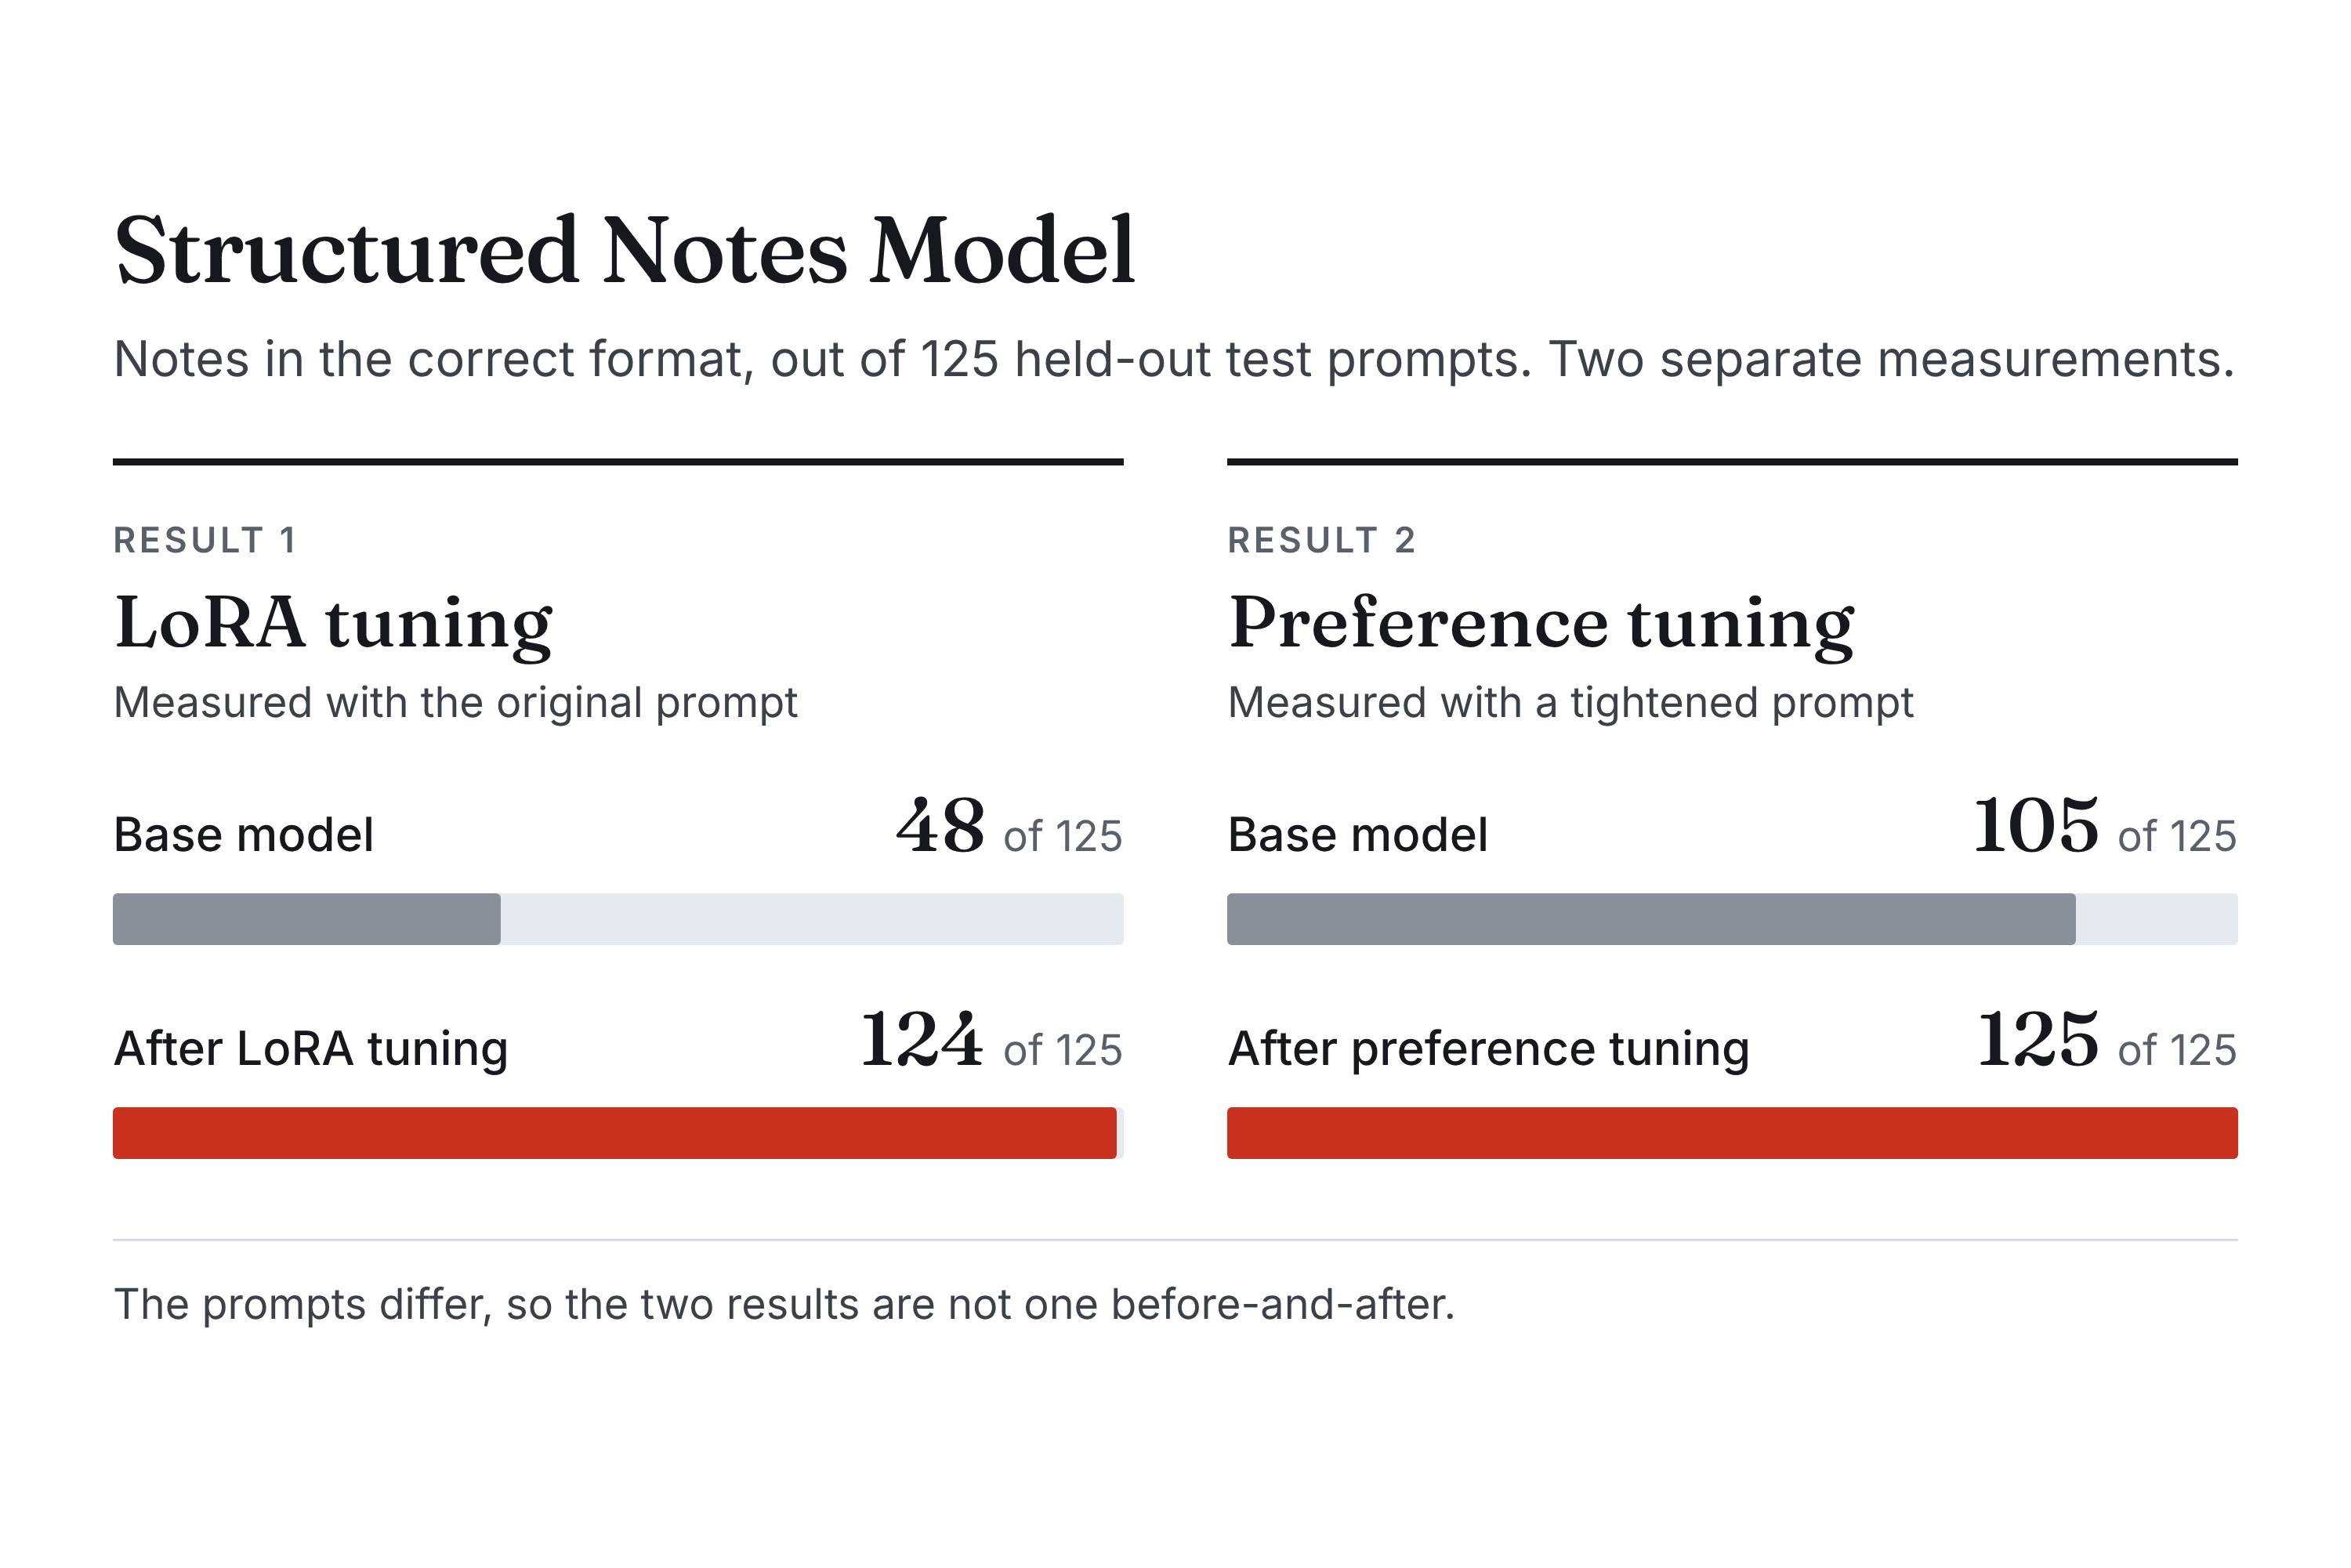 Structured Notes Model
Notes in the correct format, out of 125 held-out test prompts. Two separate measurements.
RESULT 1
LoRA tuning
Measured with the original prompt
Base model 48 of 125
After LoRA tuning 124 of 125
RESULT 2
Preference tuning
Measured with a tightened prompt
Base model 105 of 125
After preference tuning 125 of 125
The prompts differ, so the two results are not one before-and-after.